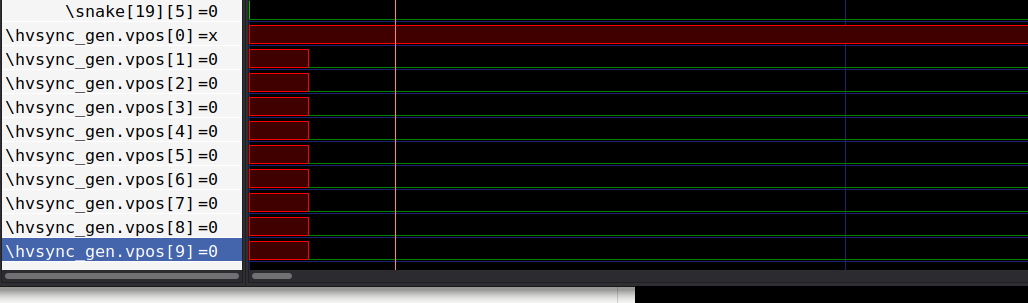 \snake[19][5]=0
\hvsync_gen.vpos[0]=x
\hvsync_gen.vpos[1]=0
\hvsync_gen.vpos[2]=0
\hvsync_gen.vpos[3]=0
\hvsync_gen.vpos[4]=0
\hvsync_gen.vpos[5]=0
\hvsync_gen.vpos[6]=0
\hvsync_gen.vpos[7]=0
\hvsync_gen.vpos[8]=0
\hvsync_gen.vpos[9]=0